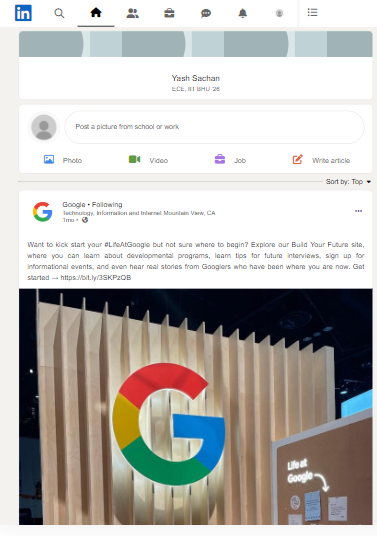 in
Yash Sachan
ECE, IIT BHU '26
Post a picture from school or work
Photo
Video
Job
Write article
Sort by: Top
Google • Following
Technology, Information and Internet Mountain View, CA
1mo •
Want to kick start your #LifeAtGoogle but not sure where to begin? Explore our Build Your Future site,
where you can learn about developmental programs, learn tips for future interviews, sign up for
informational events, and even hear real stories from Googlers who have been where you are now. Get
started → https://bit.ly/3SKPzQB
Life at
Google